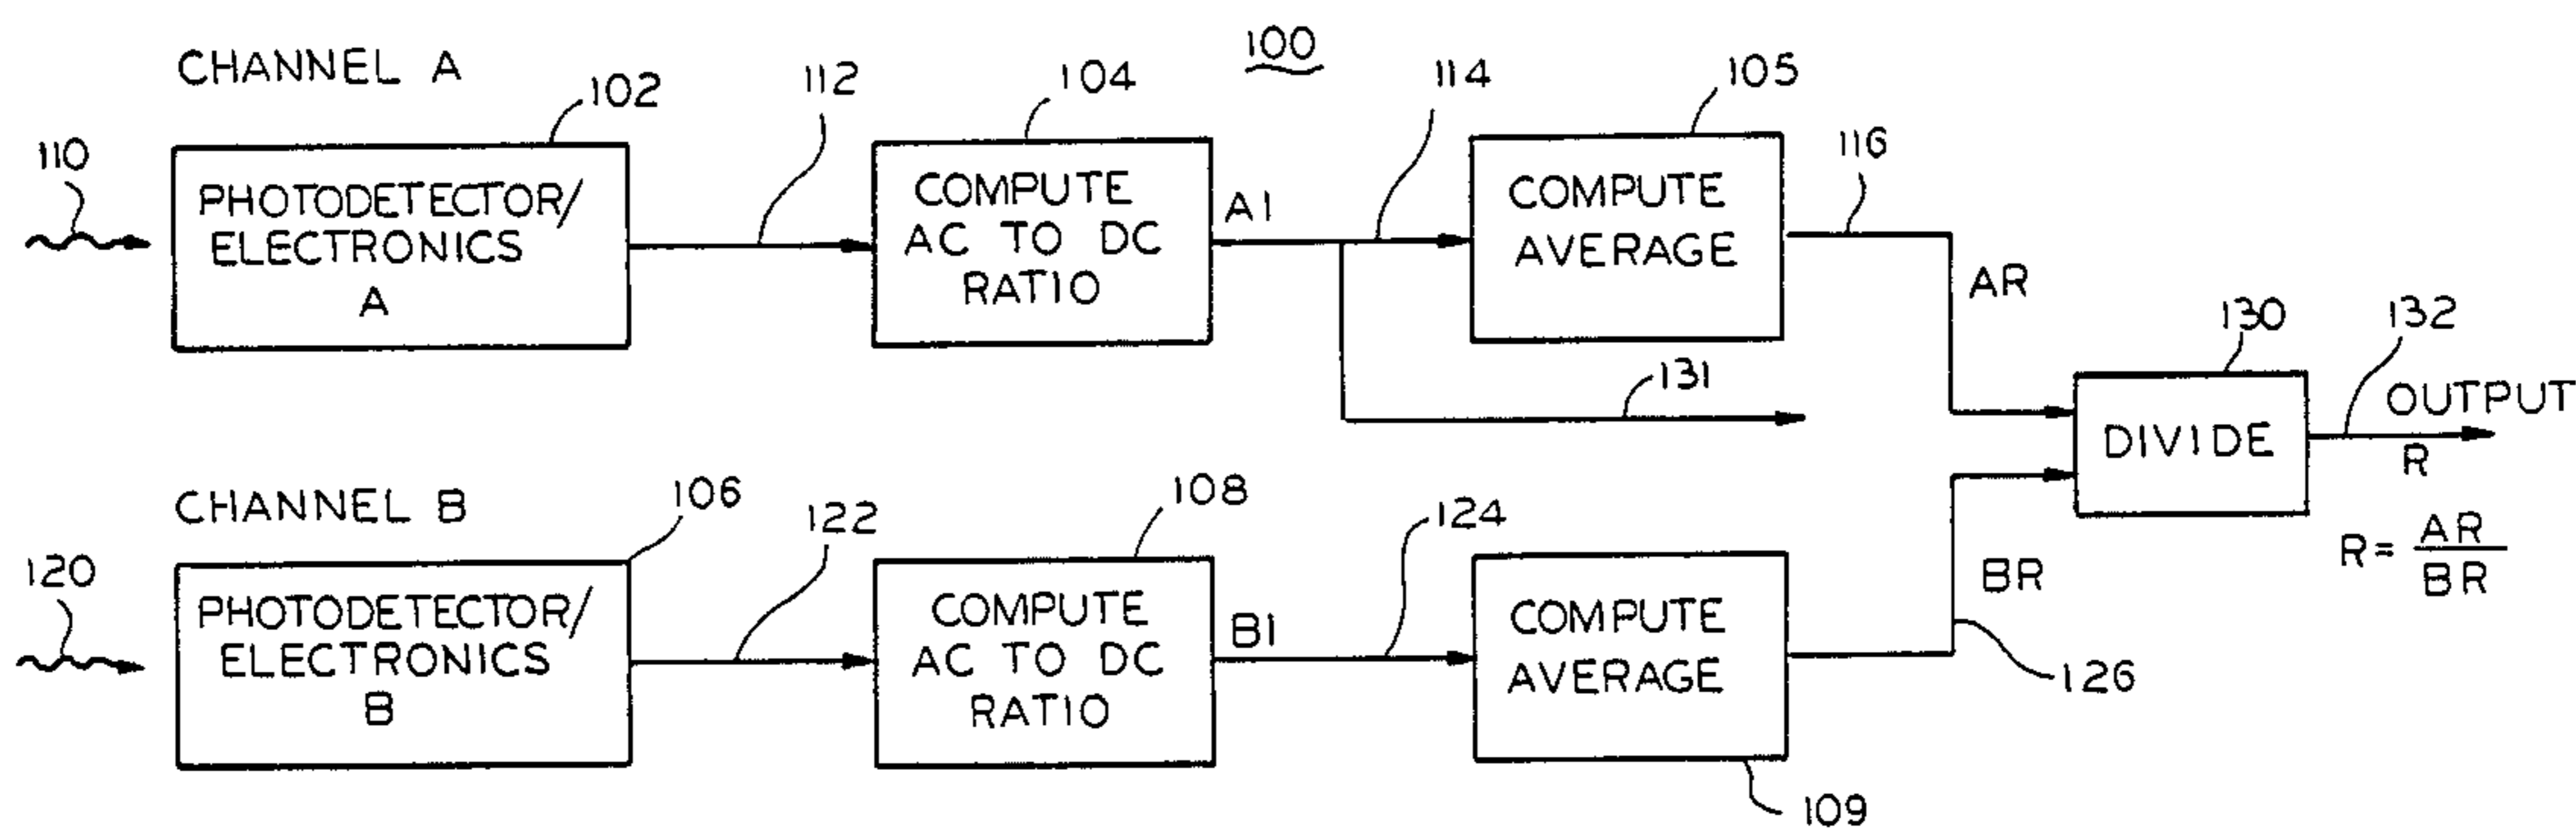 100
CHANNEL A
102
112
104
114
105
116
110
PHOTODETECTOR/
ELECTRONICS
A
COMPUTE
AC TO DC
RATIO
A1
COMPUTE
AVERAGE
AR
131
130
132
DIVIDE
OUTPUT
R
R= AR
BR
CHANNEL B
106
122
108
124
120
PHOTODETECTOR/
ELECTRONICS
B
COMPUTE
AC TO DC
RATIO
B1
COMPUTE
AVERAGE
BR
126
109